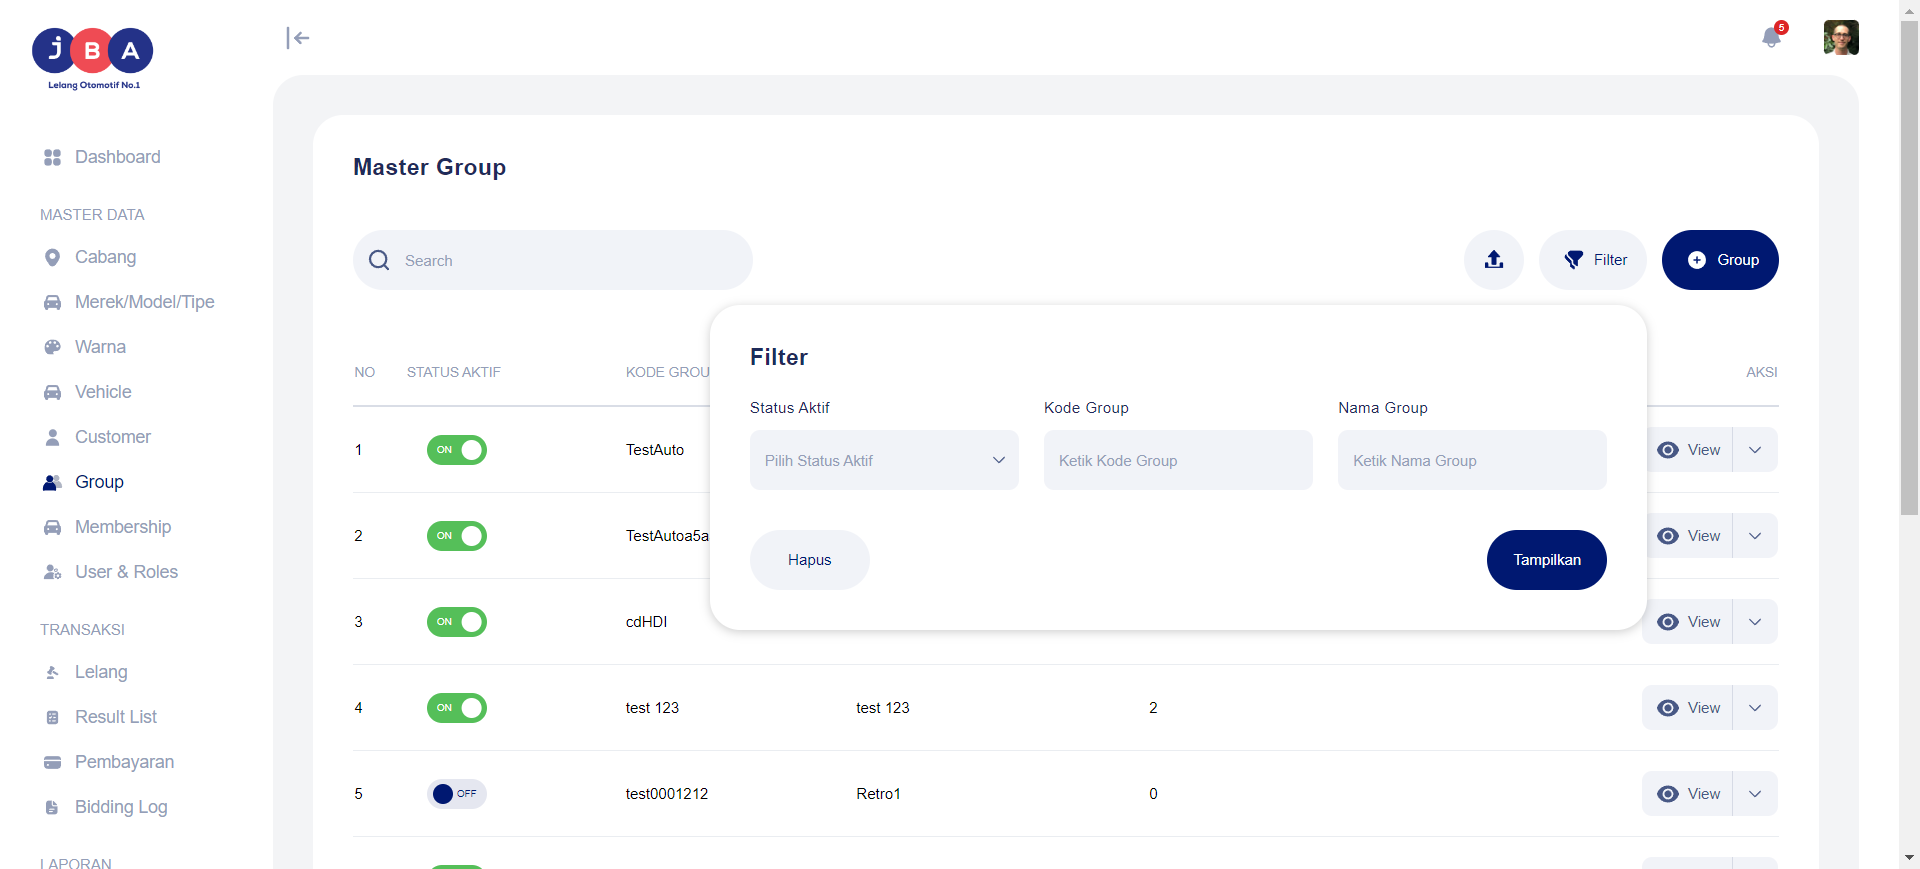 JBA
Lelang Otomotif No.1
5
Dashboard
MASTER DATA
Cabang
Merek/Model/Tipe
Warna
Vehicle
Customer
Group
Membership
User & Roles
TRANSAKSI
Lelang
Result List
Pembayaran
Bidding Log
LAPORAN
Master Group
Search
Filter
Group
NO STATUS AKTIF KODE GROU AKSI
1 ON TestAuto View
2 ON TestAutoa5a View
3 ON cdHDI View
4 ON test 123 test 123 2 View
5 OFF test0001212 Retro1 0 View
Filter
Status Aktif Kode Group Nama Group
Pilih Status Aktif Ketik Kode Group Ketik Nama Group
Hapus Tampilkan